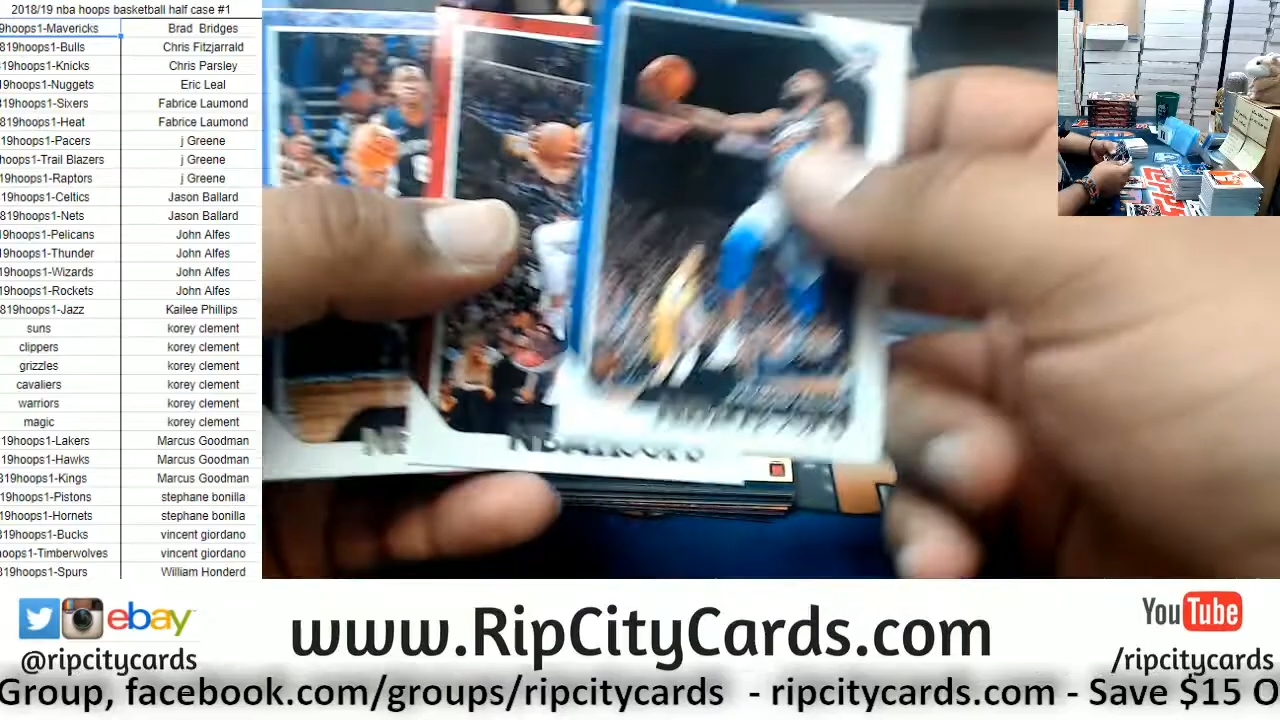 2018/19 nba hoops basketball half case #1
9hoops1-Mavericks Brad Bridges
819hoops1-Bulls Chris Fitzjarrald
819hoops1-Knicks Chris Parsley
19hoops1-Nuggets Eric Leal
819hoops1-Sixers Fabrice Laumond
819hoops1-Heat Fabrice Laumond
19hoops1-Pacers j Greene
hoops1-Trail Blazers j Greene
19hoops1-Raptors j Greene
19hoops1-Celtics Jason Ballard
819hoops1-Nets Jason Ballard
19hoops1-Pelicans John Alfes
19hoops1-Thunder John Alfes
19hoops1-Wizards John Alfes
19hoops1-Rockets John Alfes
819hoops1-Jazz Kailee Phillips
suns korey clement
clippers korey clement
grizzles korey clement
cavaliers korey clement
warriors korey clement
magic korey clement
19hoops1-Lakers Marcus Goodman
19hoops1-Hawks Marcus Goodman
819hoops1-Kings Marcus Goodman
19hoops1-Pistons stephane bonilla
19hoops1-Hornets stephane bonilla
819hoops1-Bucks vincent giordano
hoops1-Timberwolves vincent giordano
819hoops1-Spurs William Honderd
ebay
@ripcitycards
www.RipCityCards.com
YouTube
/ripcitycards
Group, facebook.com/groups/ripcitycards - ripcitycards.com - Save $15 O